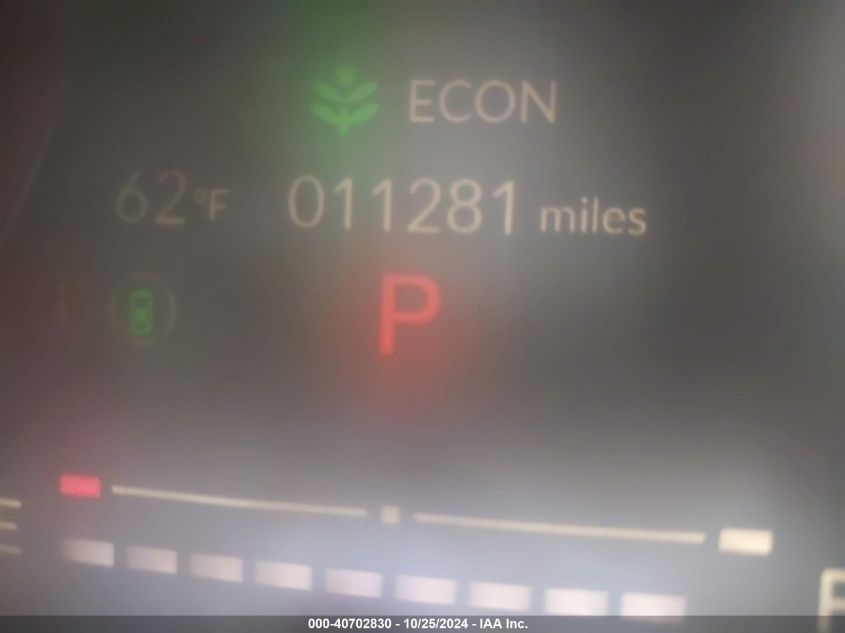 ECON
62°F 011281 miles
P
000-40702830 - 10/25/2024 - IAA Inc.